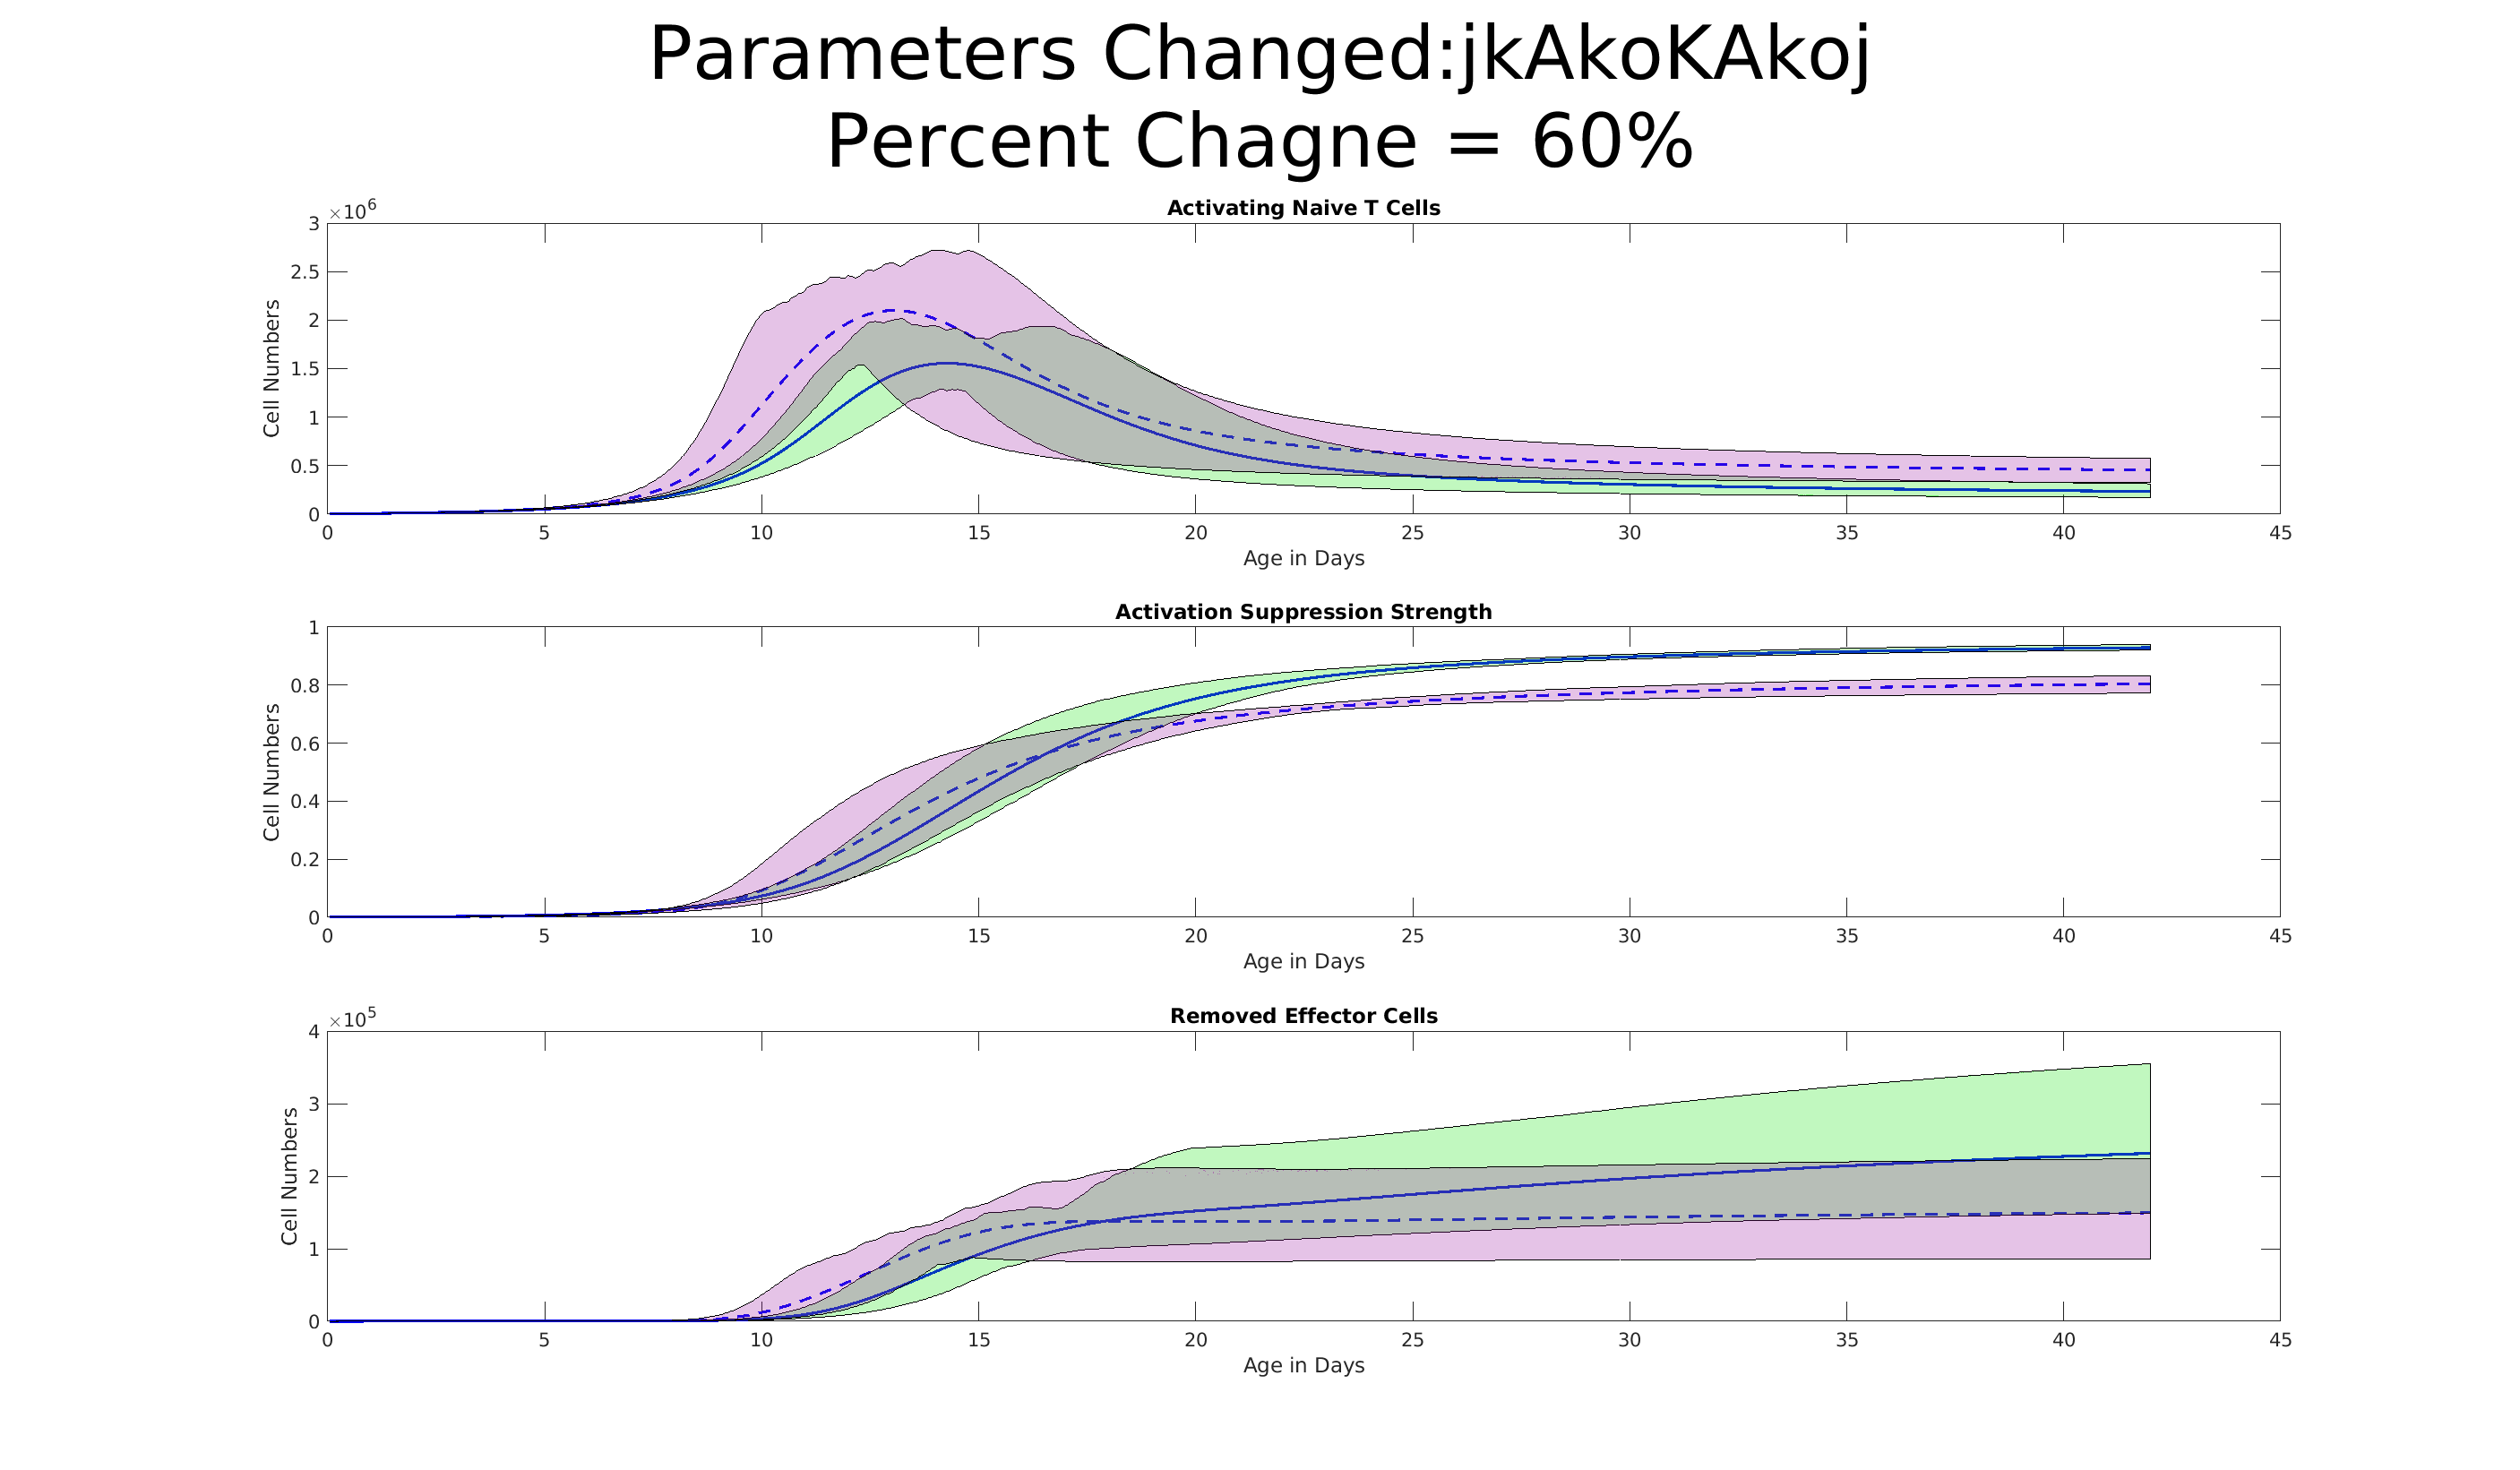 Parameters Changed:jkAkoKAkoj
Percent Chagne = 60%
Activating Naive T Cells
×10^6
3
2.5
2
1.5
1
0.5
0
Cell Numbers
0 5 10 15 20 25 30 35 40 45
Age in Days
Activation Suppression Strength
1
0.8
0.6
0.4
0.2
0
Cell Numbers
0 5 10 15 20 25 30 35 40 45
Age in Days
Removed Effector Cells
×10^5
4
3
2
1
0
Cell Numbers
0 5 10 15 20 25 30 35 40 45
Age in Days